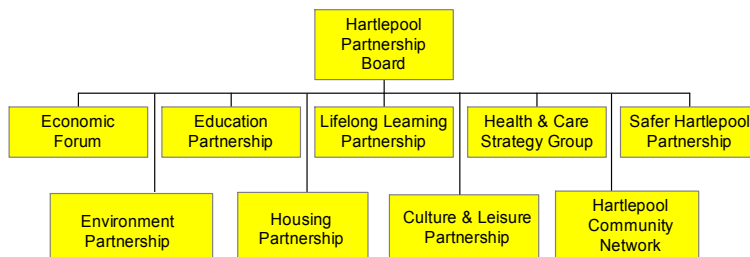 Hartlepool
Partnership
Board
Economic
Forum
Education
Partnership
Lifelong Learning
Partnership
Health & Care
Strategy Group
Safer Hartlepool
Partnership
Environment
Partnership
Housing
Partnership
Culture & Leisure
Partnership
Hartlepool
Community
Network